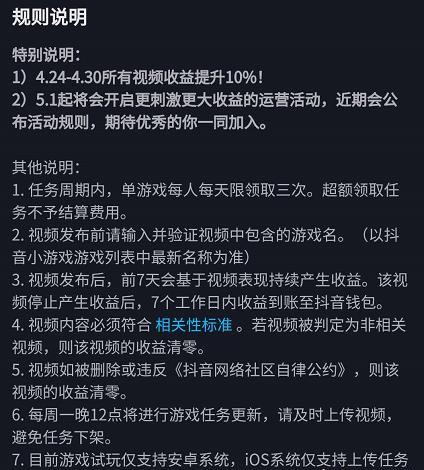 规则说明
特别说明：
1）4.24-4.30所有视频收益提升10%！
2）5.1起将会开启更刺激更大收益的运营活动，近期会公
布活动规则，期待优秀的你一同加入。
其他说明：
1. 任务周期内，单游戏每人每天限领取三次。超额领取任
务不予结算费用。
2. 视频发布前请输入并验证视频中包含的游戏名。（以抖
音小游戏游戏列表中最新名称为准）
3. 视频发布后，前7天会基于视频表现持续产生收益。该视
频停止产生收益后，7个工作日内收益到账至抖音钱包。
4. 视频内容必须符合 相关性标准 。若视频被判定为非相关
视频，则该视频的收益清零。
5. 视频如被删除或违反《抖音网络社区自律公约》，则该
视频的收益清零。
6. 每周一晚12点将进行游戏任务更新，请及时上传视频，
避免任务下架。
7. 目前游戏试玩仅支持安卓系统，iOS系统仅支持上传任务